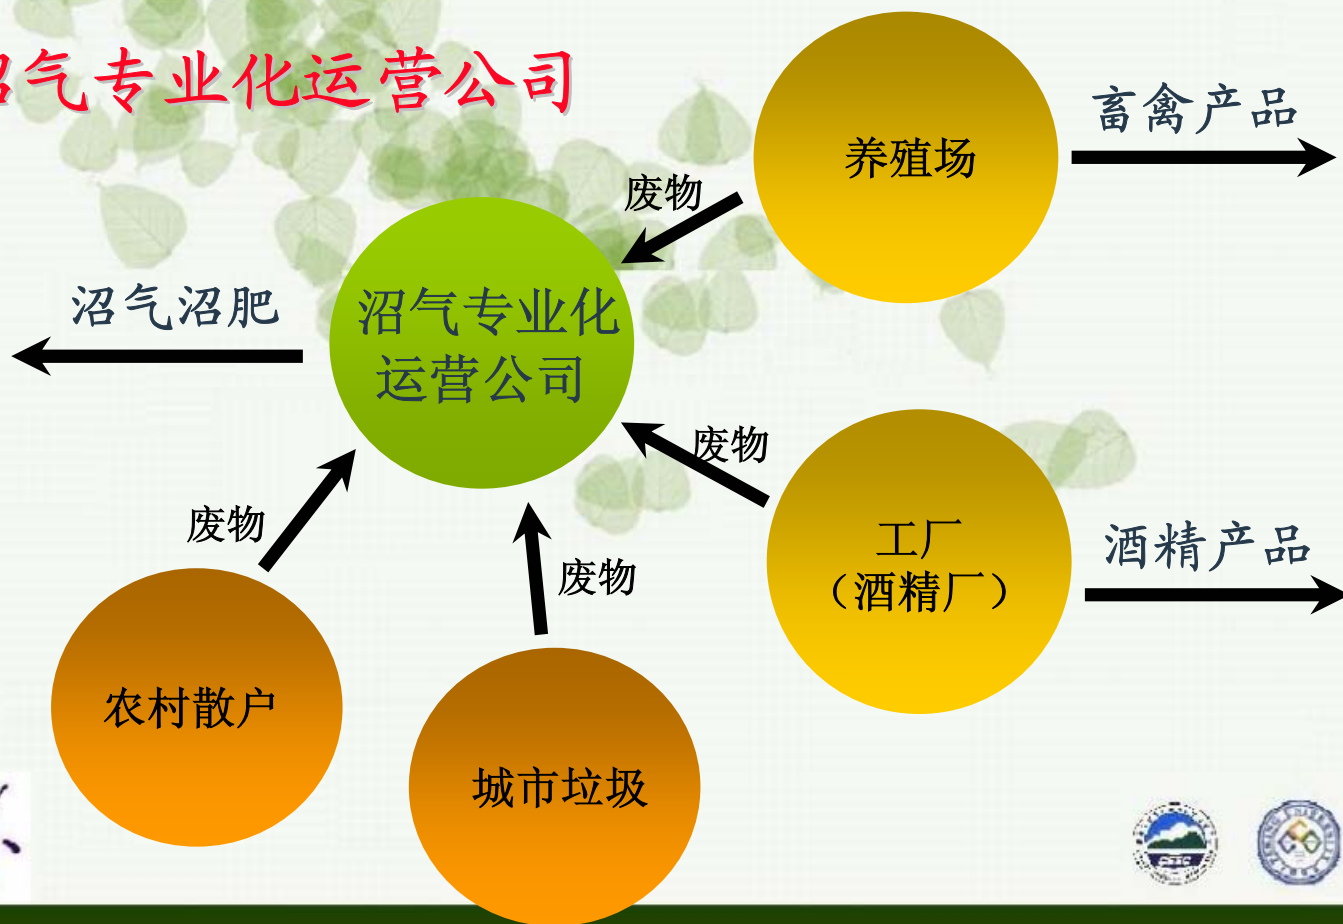 沼气专业化运营公司
畜禽产品
养殖场
废物
沼气沼肥
沼气专业化
运营公司
废物
废物
废物
工厂
（酒精厂）
酒精产品
农村散户
城市垃圾